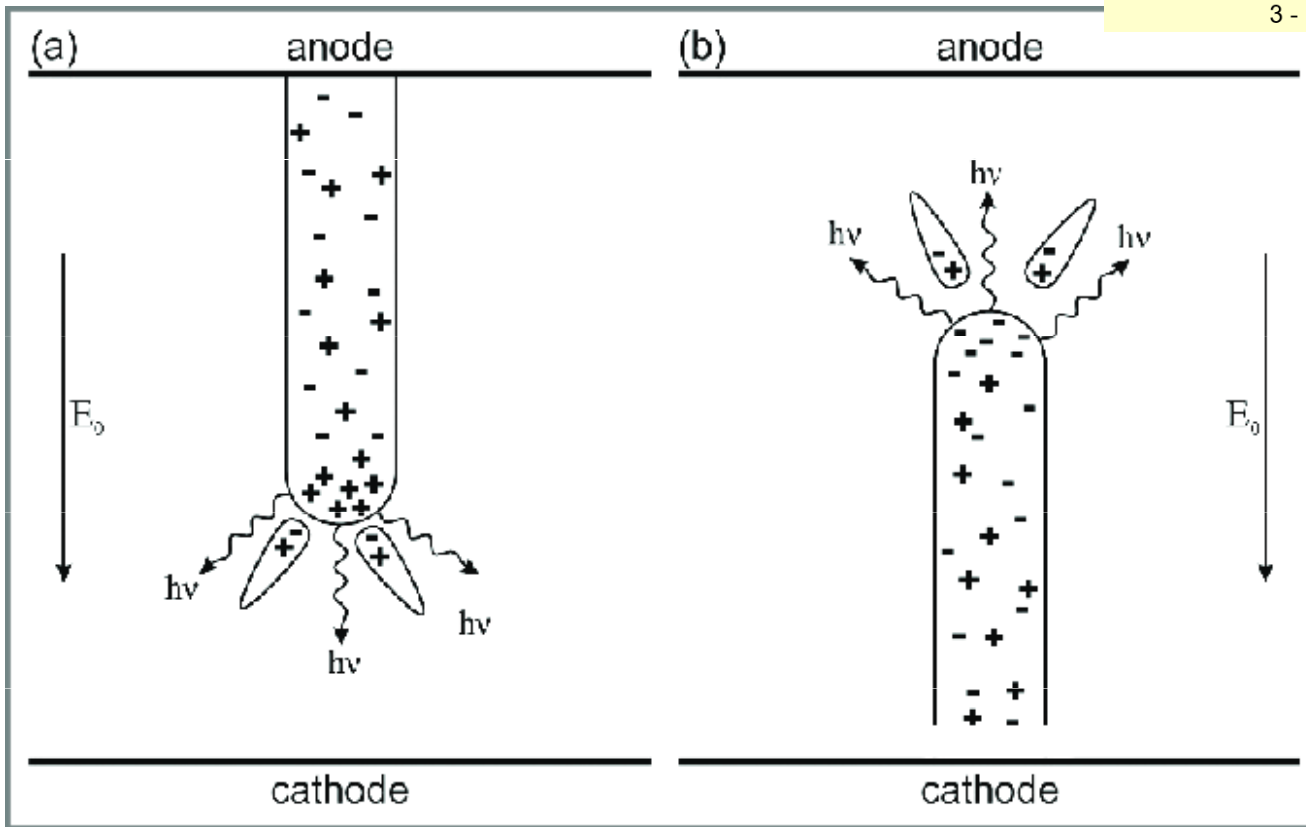 3 -
(a) anode
hν
hν
hν
E₀
cathode
(b) anode
hν
hν
hν
E₀
cathode